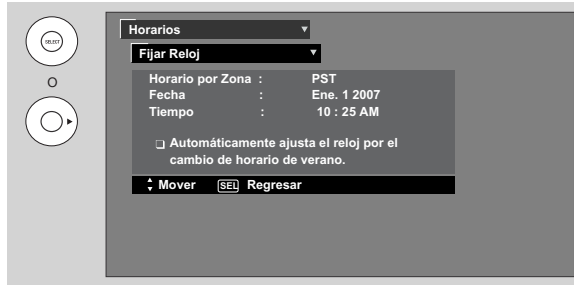 SELECT
O
Horarios
Fijar Reloj
Horario por Zona : PST
Fecha : Ene. 1 2007
Tiempo : 10 : 25 AM
Automáticamente ajusta el reloj por el
cambio de horario de verano.
Mover SEL Regresar